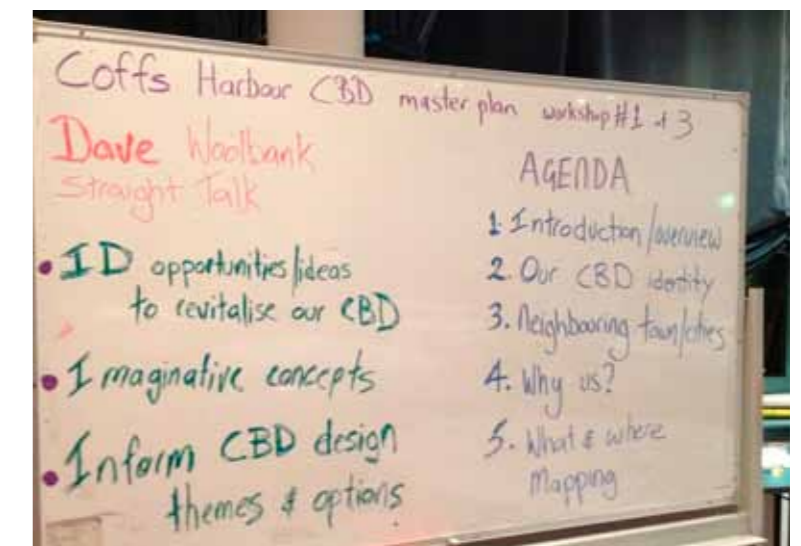 Coffs Harbour CBD master plan workshop #1 of 3
Dave Woolbank
Straight Talk
• ID opportunities/ideas
to revitalise our CBD
• Imaginative concepts
• Inform CBD design
themes & options
AGENDA
1. Introduction/overview
2. Our CBD identity
3. Neighbouring town/cities
4. Why us?
5. What & where
Mapping